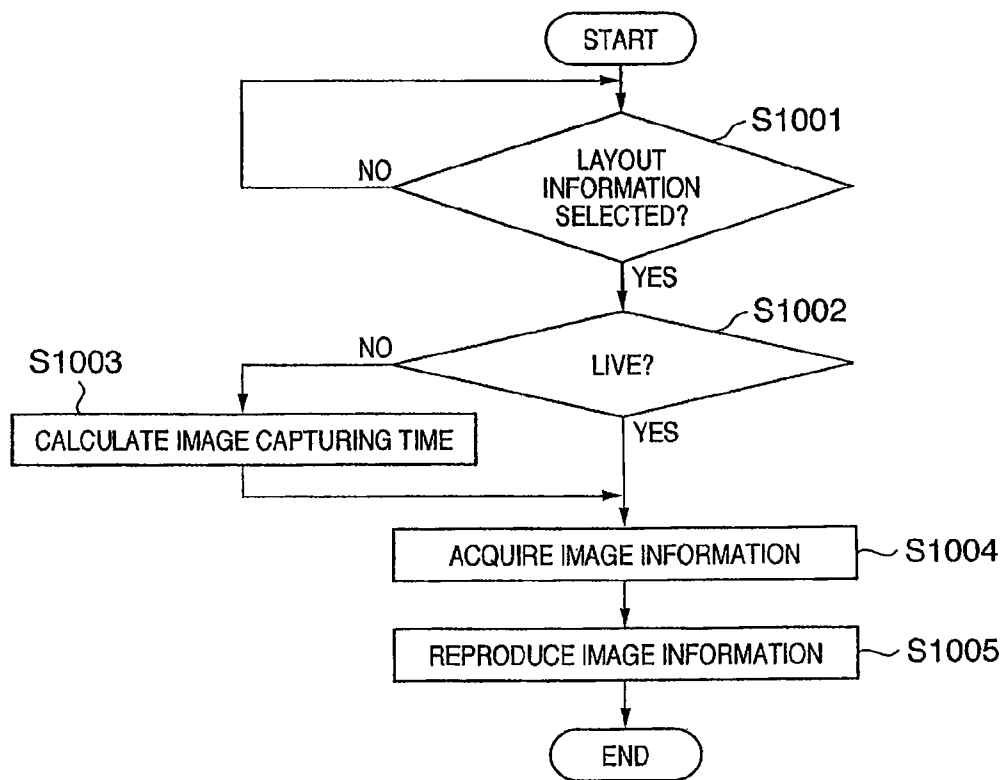 START
S1001
LAYOUT
INFORMATION
SELECTED?
NO
YES
S1002
LIVE?
NO
YES
S1003
CALCULATE IMAGE CAPTURING TIME
ACQUIRE IMAGE INFORMATION
S1004
REPRODUCE IMAGE INFORMATION
S1005
END